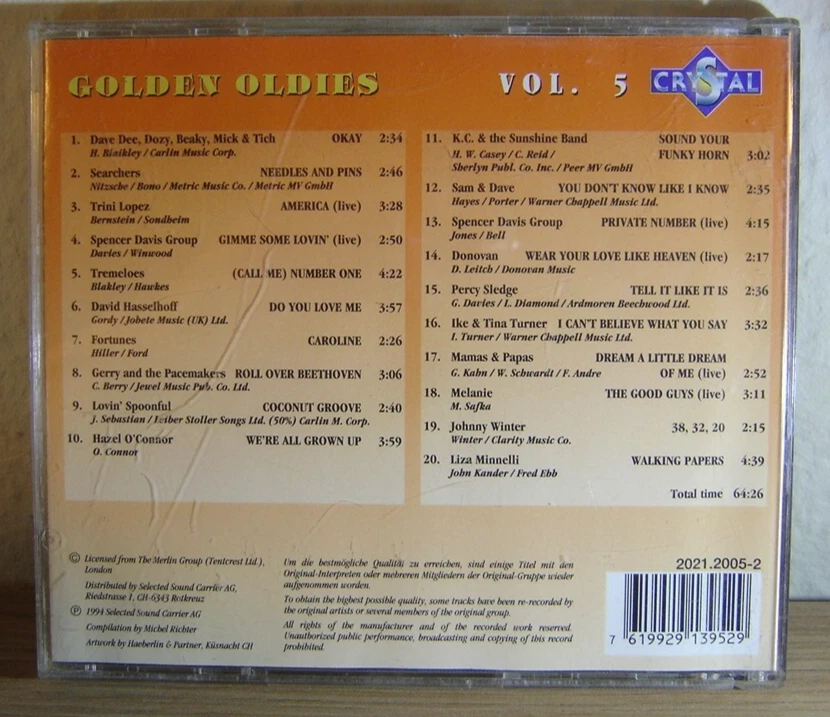 GOLDEN OLDIES VOL. 5 CRYSTAL
1. Dave Dee, Dozy, Beaky, Mick & Tich OKAY 2:34
H. Blaikley / Carlin Music Corp.
2. Searchers NEEDLES AND PINS 2:46
Nitzsche / Bono / Metric Music Co. / Metric MV GmbH
3. Trini Lopez AMERICA (live) 3:28
Bernstein / Sondheim
4. Spencer Davis Group GIMME SOME LOVIN' (live) 2:50
Davies / Winwood
5. Tremeloes (CALL ME) NUMBER ONE 4:22
Blakley / Hawkes
6. David Hasselhoff DO YOU LOVE ME 3:57
Gordy / Jobete Music (UK) Ltd.
7. Fortunes CAROLINE 2:26
Hiller / Ford
8. Gerry and the Pacemakers ROLL OVER BEETHOVEN 3:06
C. Berry / Jewel Music Pub. Co. Ltd.
9. Lovin' Spoonful COCONUT GROOVE 2:40
J. Sebastian / Leiber Stoller Songs Ltd. (50%) Carlin M. Corp.
10. Hazel O'Connor WE'RE ALL GROWN UP 3:59
O. Connor
11. K.C. & the Sunshine Band SOUND YOUR
H. W. Casey / C. Reid / FUNKY HORN 3:02
Sherlyn Publ. Co. Inc. / Peer MV GmbH
12. Sam & Dave YOU DON'T KNOW LIKE I KNOW 2:35
Hayes / Porter / Warner Chappell Music Ltd.
13. Spencer Davis Group PRIVATE NUMBER (live) 4:15
Jones / Bell
14. Donovan WEAR YOUR LOVE LIKE HEAVEN (live) 2:17
D. Leitch / Donovan Music
15. Percy Sledge TELL IT LIKE IT IS 2:36
G. Davies / L. Diamond / Ardmoren Beechwood Ltd.
16. Ike & Tina Turner I CAN'T BELIEVE WHAT YOU SAY 3:32
I. Turner / Warner Chappell Music Ltd.
17. Mamas & Papas DREAM A LITTLE DREAM
G. Kahn / W. Schwardt / F. Andre OF ME (live) 2:52
18. Melanie THE GOOD GUYS (live) 3:11
M. Safka
19. Johnny Winter 38, 32, 20 2:15
Winter / Clarity Music Co.
20. Liza Minnelli WALKING PAPERS 4:39
John Kander / Fred Ebb
Total time 64:26
© Licensed from The Merlin Group (Tentcrest Ltd.),
London
Distributed by Selected Sound Carrier AG,
Riedstrasse 1, CH-6343 Rotkreuz
℗ 1994 Selected Sound Carrier AG
Compilation by Michel Richter
Artwork by Haeberlin & Partner, Küsnacht CH
Um die bestmögliche Qualität zu erreichen, sind einige Titel mit den
Original-Interpreten oder mehreren Mitgliedern der Original-Gruppe wieder
aufgenommen worden.
To obtain the highest possible quality, some tracks have been re-recorded by
the original artists or several members of the original group.
All rights of the manufacturer and of the recorded work reserved.
Unauthorized public performance, broadcasting and copying of this record
prohibited.
2021.2005-2
7 619929 139529